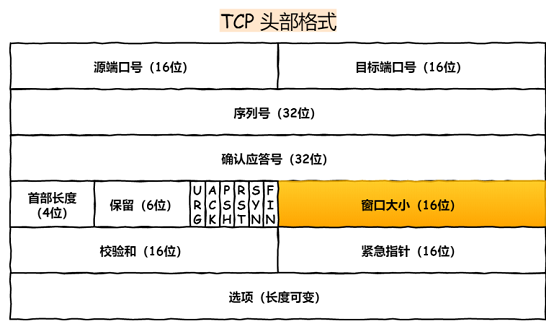 TCP 头部格式
源端口号（16位） 目标端口号（16位）
序列号（32位）
确认应答号（32位）
首部长度（4位） 保留（6位） URG ACK PSH RST SYN FIN 窗口大小（16位）
校验和（16位） 紧急指针（16位）
选项（长度可变）